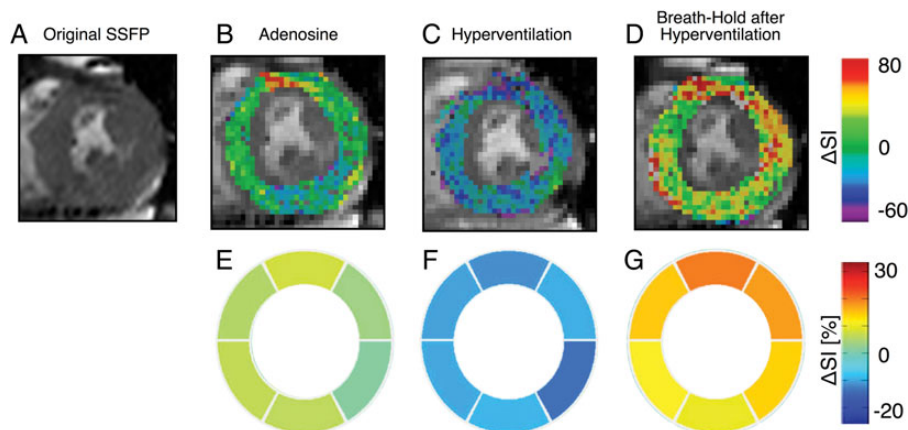 A Original SSFP
B Adenosine
C Hyperventilation
D Breath-Hold after
Hyperventilation
80
0
-60
ΔSI
E
F
G
30
0
-20
ΔSI [%]